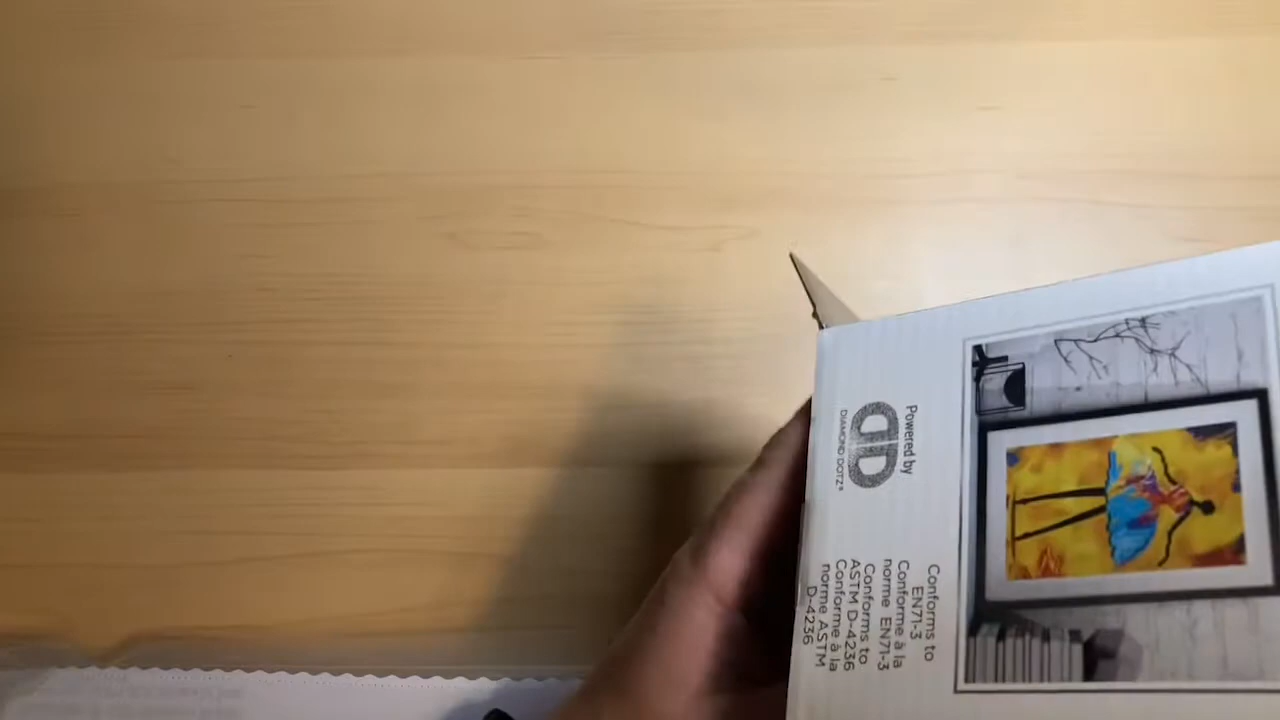 Powered by
DD
DIAMOND DOTZ®
Conforms to
EN71-3
Conforme à la
norme EN71-3
Conforms to
ASTM D-4236
Conforme à la
norme ASTM
D-4236